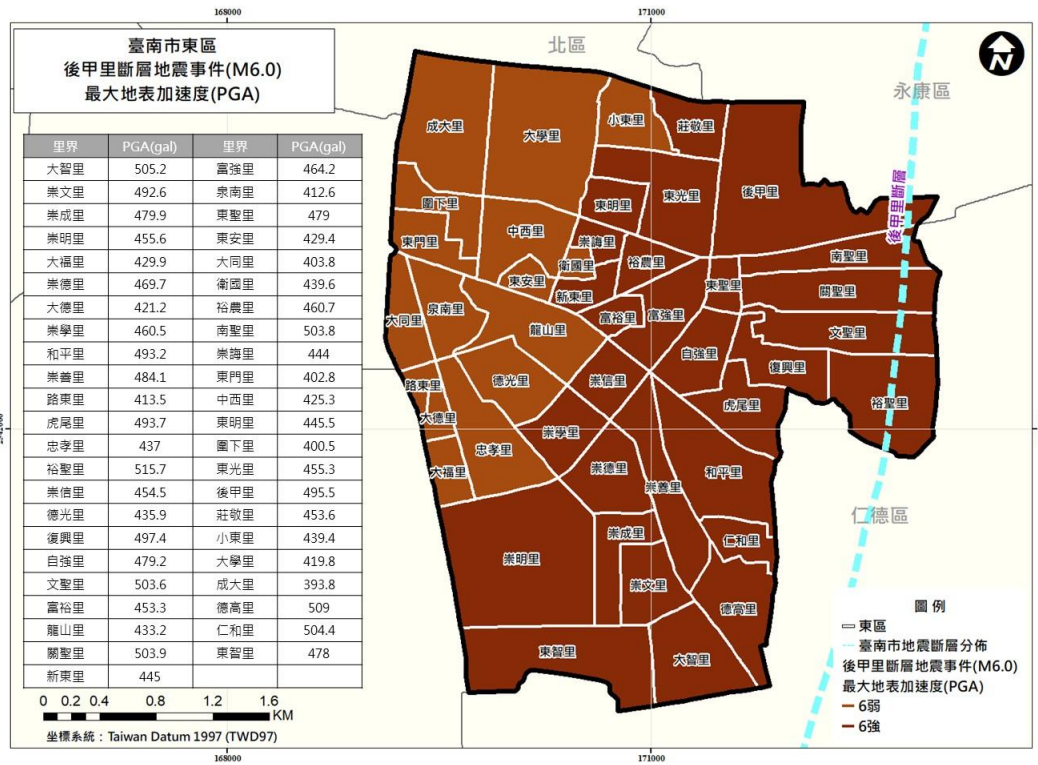 168000
171000
臺南市東區
後甲里斷層地震事件(M6.0)
最大地表加速度(PGA)
里界 PGA(gal) 里界 PGA(gal)
大智里 505.2 富強里 464.2
崇文里 492.6 泉南里 412.6
崇成里 479.9 東聖里 479
崇明里 455.6 東安里 429.4
大福里 429.9 大同里 403.8
崇德里 469.7 衛國里 439.6
大德里 421.2 裕農里 460.7
崇學里 460.5 南聖里 503.8
和平里 493.2 崇誨里 444
崇善里 484.1 東門里 402.8
路東里 413.5 中西里 425.3
虎尾里 493.7 東明里 445.5
忠孝里 437 圍下里 400.5
裕聖里 515.7 東光里 455.3
崇信里 454.5 後甲里 495.5
德光里 435.9 莊敬里 453.6
復興里 497.4 小東里 439.4
自強里 479.2 大學里 419.8
文聖里 503.6 成大里 393.8
富裕里 453.3 德高里 509
龍山里 433.2 仁和里 504.4
關聖里 503.9 東智里 478
新東里 445
0 0.2 0.4 0.8 1.2 1.6
KM
坐標系統：Taiwan Datum 1997 (TWD97)
北區
永康區
N
成大里
大學里
小東里
莊敬里
後甲里
東光里
東明里
圍下里
中西里
東門里
崇誨里
衛國里
裕農里
東安里
新東里
東聖里
南聖里
關聖里
文聖里
後甲里斷層
大同里
泉南里
龍山里
富裕里
富強里
自強里
復興里
裕聖里
路東里
德光里
崇信里
虎尾里
大德里
忠孝里
崇學里
大福里
崇德里
崇善里
和平里
仁德區
崇明里
崇成里
仁和里
崇文里
德高里
東智里
大智里
圖例
東區
臺南市地震斷層分佈
後甲里斷層地震事件(M6.0)
最大地表加速度(PGA)
6弱
6強
168000
171000